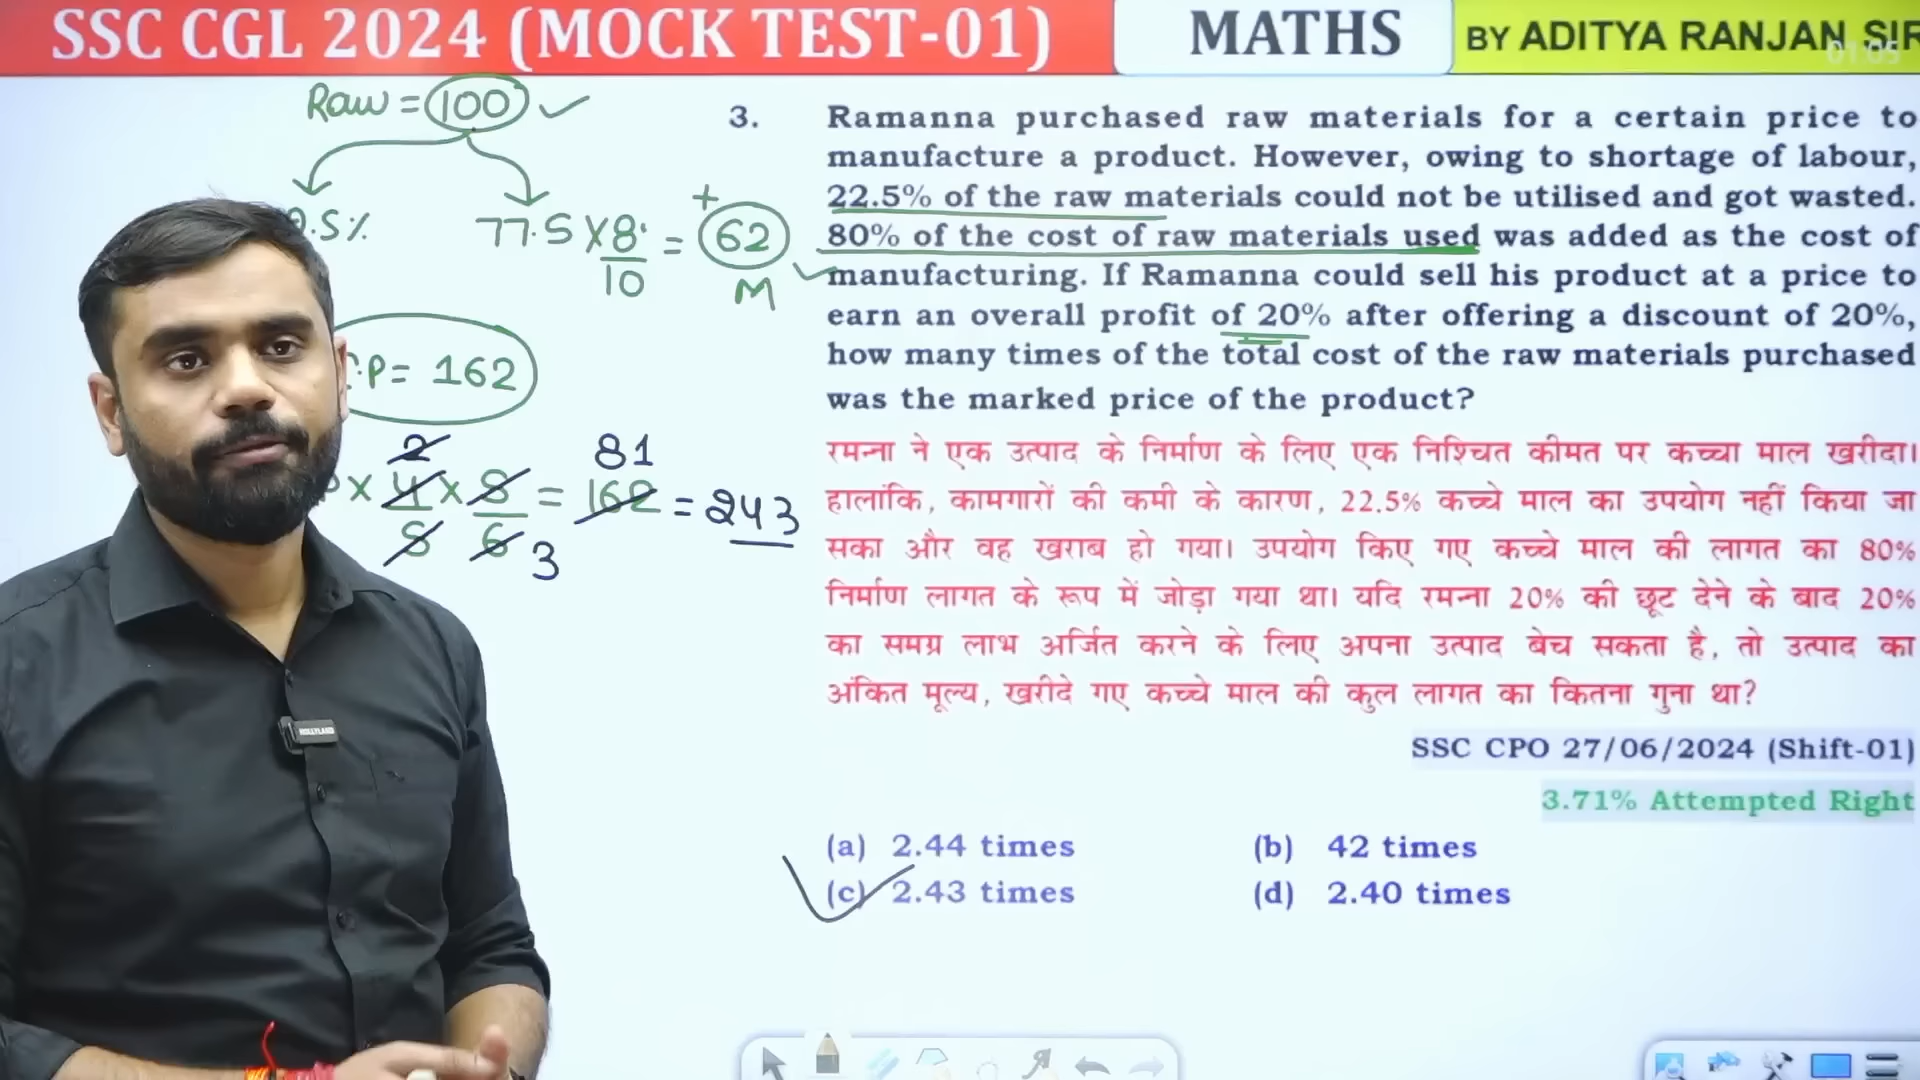 SSC CGL 2024 (MOCK TEST-01)
MATHS
BY ADITYA RANJAN SIR
01:05
Raw = 100
.5%
77.5 × 8/10 = 62
+
M
P = 162
× 4/5 × 5/6 = 162 = 243
2
81
3
3. Ramanna purchased raw materials for a certain price to
manufacture a product. However, owing to shortage of labour,
22.5% of the raw materials could not be utilised and got wasted.
80% of the cost of raw materials used was added as the cost of
manufacturing. If Ramanna could sell his product at a price to
earn an overall profit of 20% after offering a discount of 20%,
how many times of the total cost of the raw materials purchased
was the marked price of the product?
रमन्ना ने एक उत्पाद के निर्माण के लिए एक निश्चित कीमत पर कच्चा माल खरीदा।
हालांकि, कामगारों की कमी के कारण, 22.5% कच्चे माल का उपयोग नहीं किया जा
सका और वह खराब हो गया। उपयोग किए गए कच्चे माल की लागत का 80%
निर्माण लागत के रूप में जोड़ा गया था। यदि रमन्ना 20% की छूट देने के बाद 20%
का समग्र लाभ अर्जित करने के लिए अपना उत्पाद बेच सकता है, तो उत्पाद का
अंकित मूल्य, खरीदे गए कच्चे माल की कुल लागत का कितना गुना था?
SSC CPO 27/06/2024 (Shift-01)
3.71% Attempted Right
(a) 2.44 times
(b) 42 times
(c) 2.43 times
(d) 2.40 times
HOLLYLAND